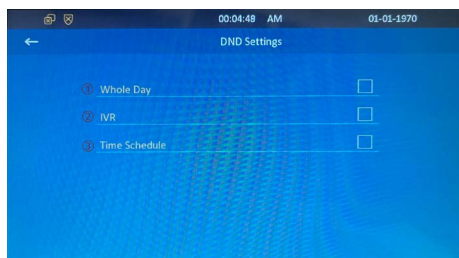 00:04:48 AM 01-01-1970
DND Settings
① Whole Day
② IVR
③ Time Schedule